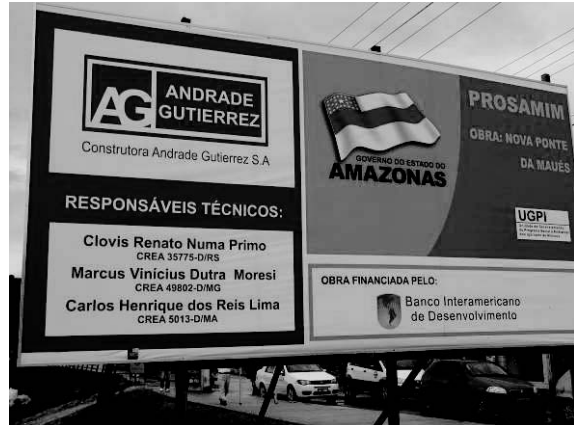 AG
ANDRADE
GUTIERREZ
Construtora Andrade Gutierrez S.A
RESPONSÁVEIS TÉCNICOS:
Clovis Renato Numa Primo
CREA 35775-D/RS
Marcus Vinícius Dutra Moresi
CREA 49802-D/MG
Carlos Henrique dos Reis Lima
CREA 5013-D/MA
GOVERNO DO ESTADO DO
AMAZONAS
PROSAMIM
OBRA: NOVA PONTE
DA MAUÉS
UGPI
OBRA FINANCIADA PELO:
Banco Interamericano
de Desenvolvimento